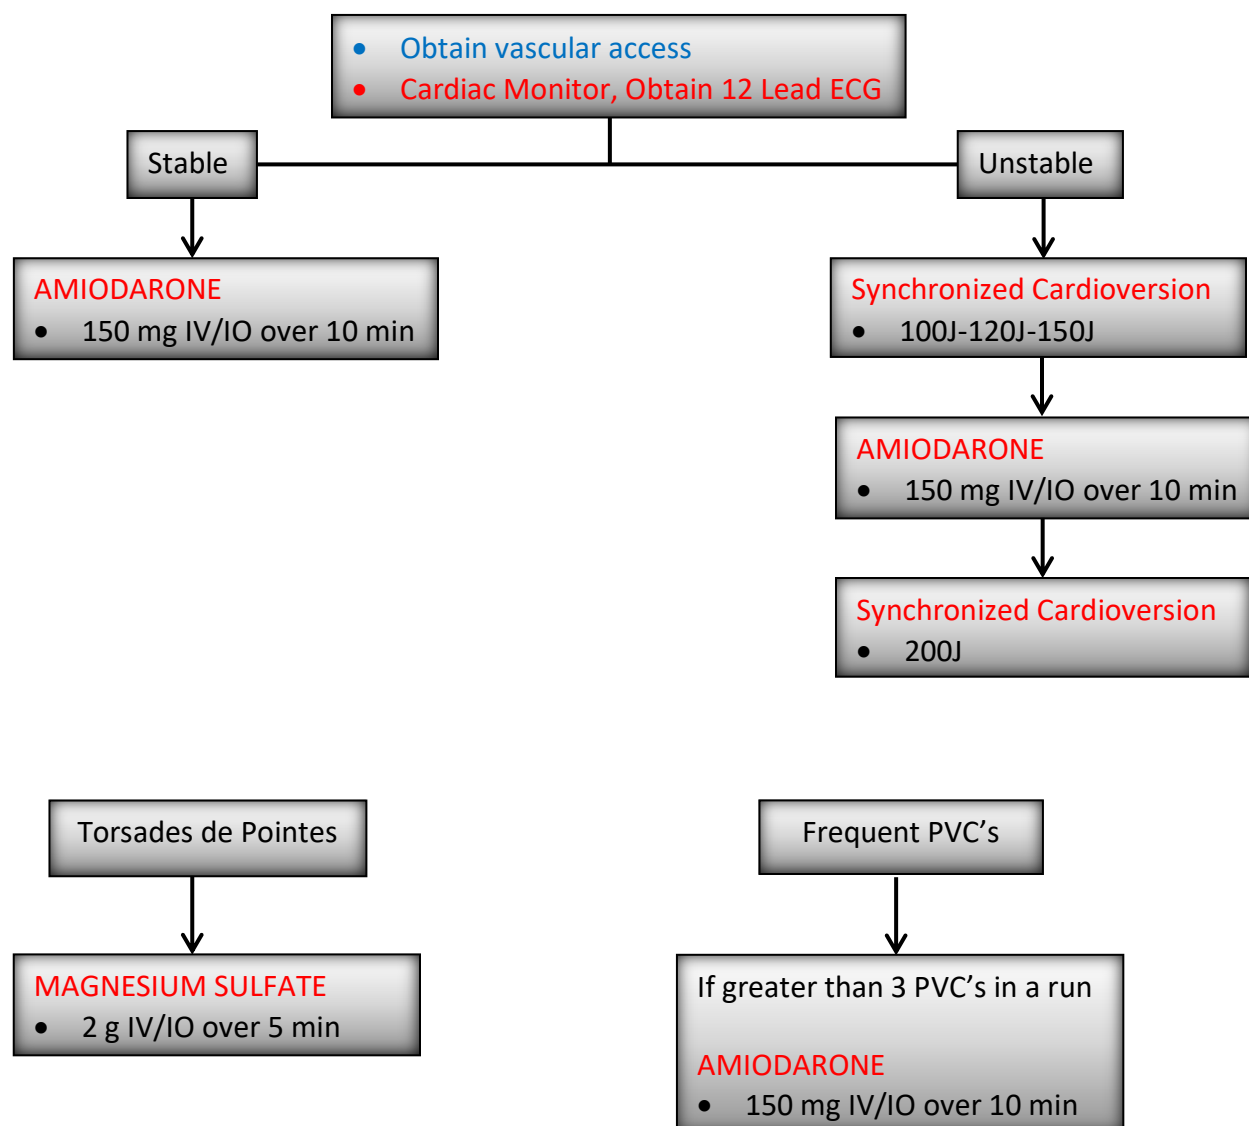 • Obtain vascular access
• Cardiac Monitor, Obtain 12 Lead ECG
Stable
Unstable
AMIODARONE
• 150 mg IV/IO over 10 min
Synchronized Cardioversion
• 100J-120J-150J
AMIODARONE
• 150 mg IV/IO over 10 min
Synchronized Cardioversion
• 200J
Torsades de Pointes
Frequent PVC’s
MAGNESIUM SULFATE
• 2 g IV/IO over 5 min
If greater than 3 PVC’s in a run
AMIODARONE
• 150 mg IV/IO over 10 min